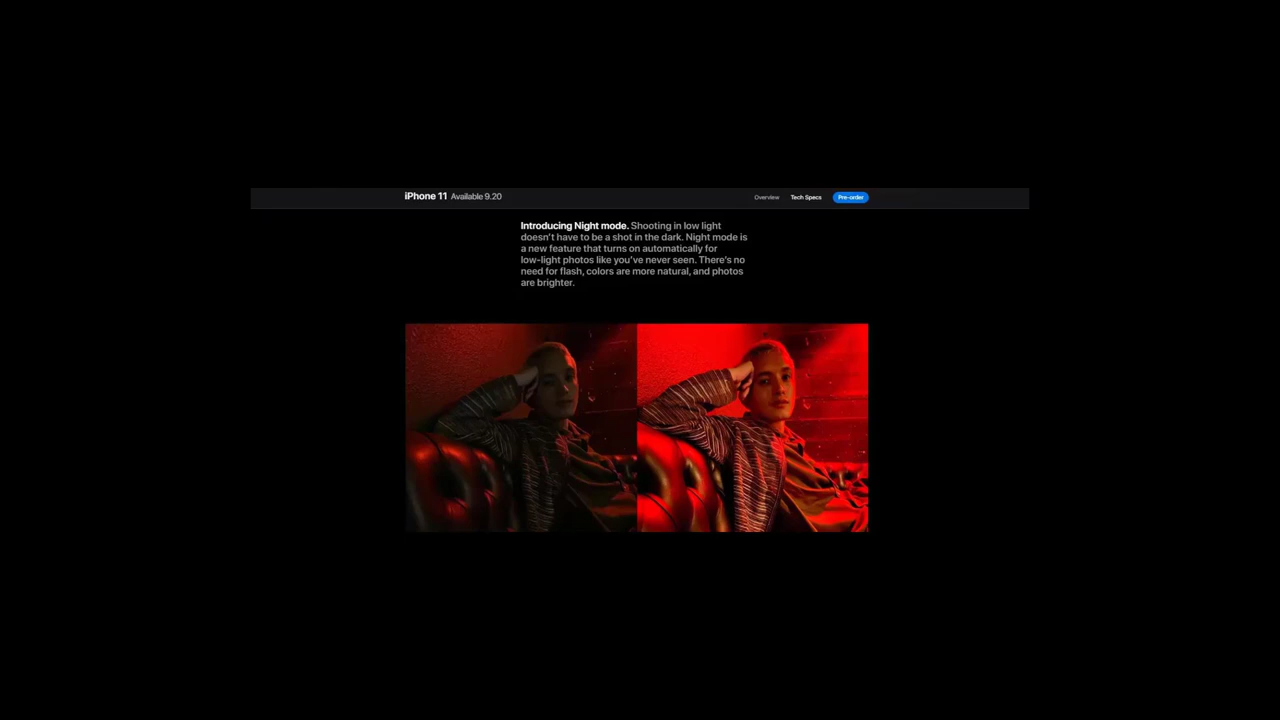 iPhone 11 Available 9.20
Overview Tech Specs Pre-order
Introducing Night mode. Shooting in low light
doesn’t have to be a shot in the dark. Night mode is
a new feature that turns on automatically for
low-light photos like you’ve never seen. There’s no
need for flash, colors are more natural, and photos
are brighter.